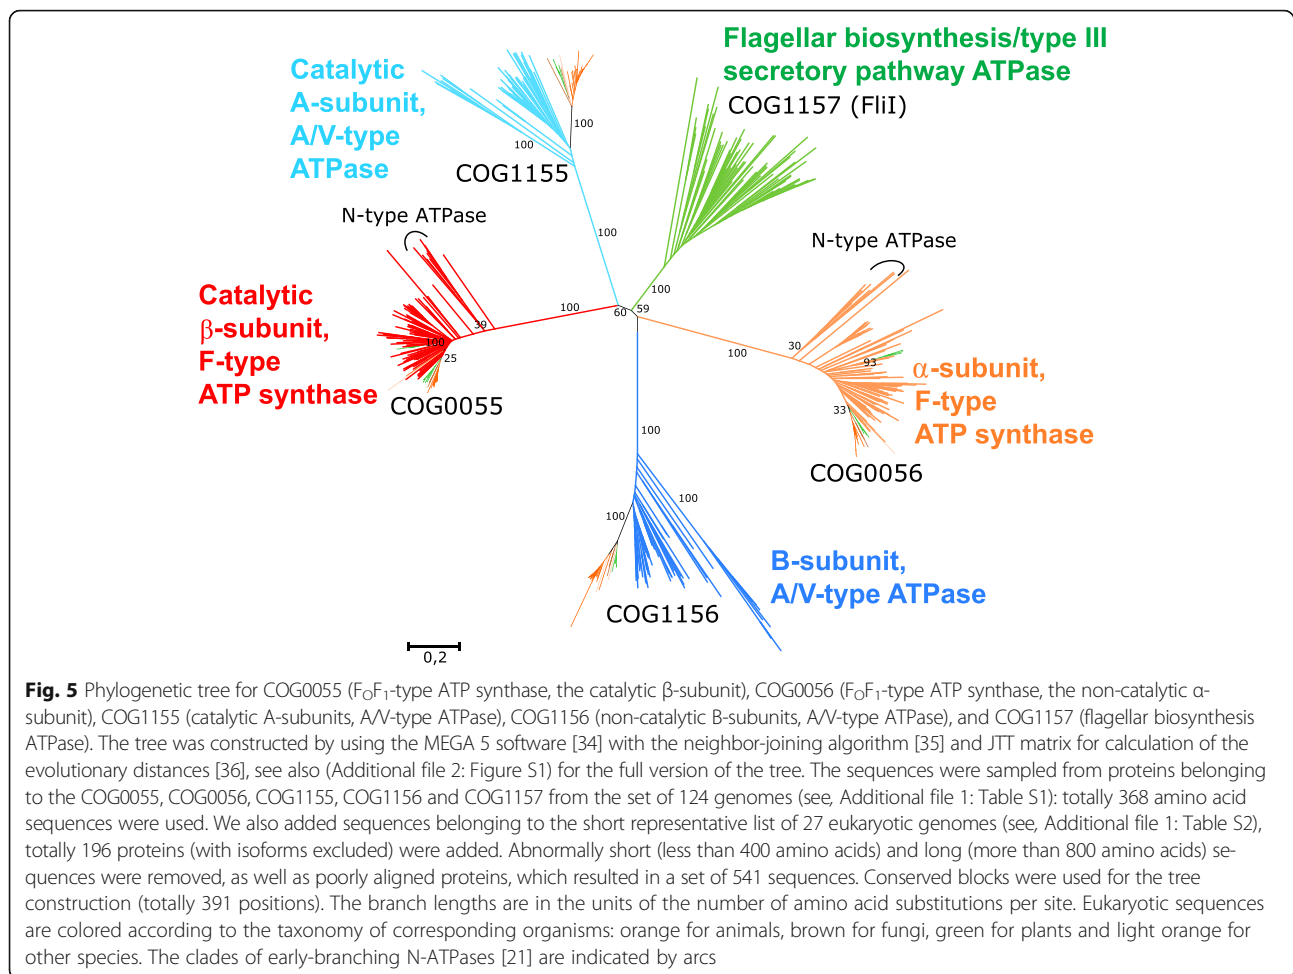 Flagellar biosynthesis/type III
secretory pathway ATPase
COG1157 (FliI)
Catalytic
A-subunit,
A/V-type
ATPase
100
100
COG1155
100
N-type ATPase
N-type ATPase
100
Catalytic
β-subunit,
F-type
ATP synthase
100
60
59
39
100
25
COG0055
100
30
93
33
α-subunit,
F-type
ATP synthase
COG0056
100
100
100
B-subunit,
A/V-type ATPase
COG1156
0,2
Fig. 5 Phylogenetic tree for COG0055 (FOF1-type ATP synthase, the catalytic β-subunit), COG0056 (FOF1-type ATP synthase, the non-catalytic α-
subunit), COG1155 (catalytic A-subunits, A/V-type ATPase), COG1156 (non-catalytic B-subunits, A/V-type ATPase), and COG1157 (flagellar biosynthesis
ATPase). The tree was constructed by using the MEGA 5 software [34] with the neighbor-joining algorithm [35] and JTT matrix for calculation of the
evolutionary distances [36], see also (Additional file 2: Figure S1) for the full version of the tree. The sequences were sampled from proteins belonging
to the COG0055, COG0056, COG1155, COG1156 and COG1157 from the set of 124 genomes (see, Additional file 1: Table S1): totally 368 amino acid
sequences were used. We also added sequences belonging to the short representative list of 27 eukaryotic genomes (see, Additional file 1: Table S2),
totally 196 proteins (with isoforms excluded) were added. Abnormally short (less than 400 amino acids) and long (more than 800 amino acids) se-
quences were removed, as well as poorly aligned proteins, which resulted in a set of 541 sequences. Conserved blocks were used for the tree
construction (totally 391 positions). The branch lengths are in the units of the number of amino acid substitutions per site. Eukaryotic sequences
are colored according to the taxonomy of corresponding organisms: orange for animals, brown for fungi, green for plants and light orange for
other species. The clades of early-branching N-ATPases [21] are indicated by arcs